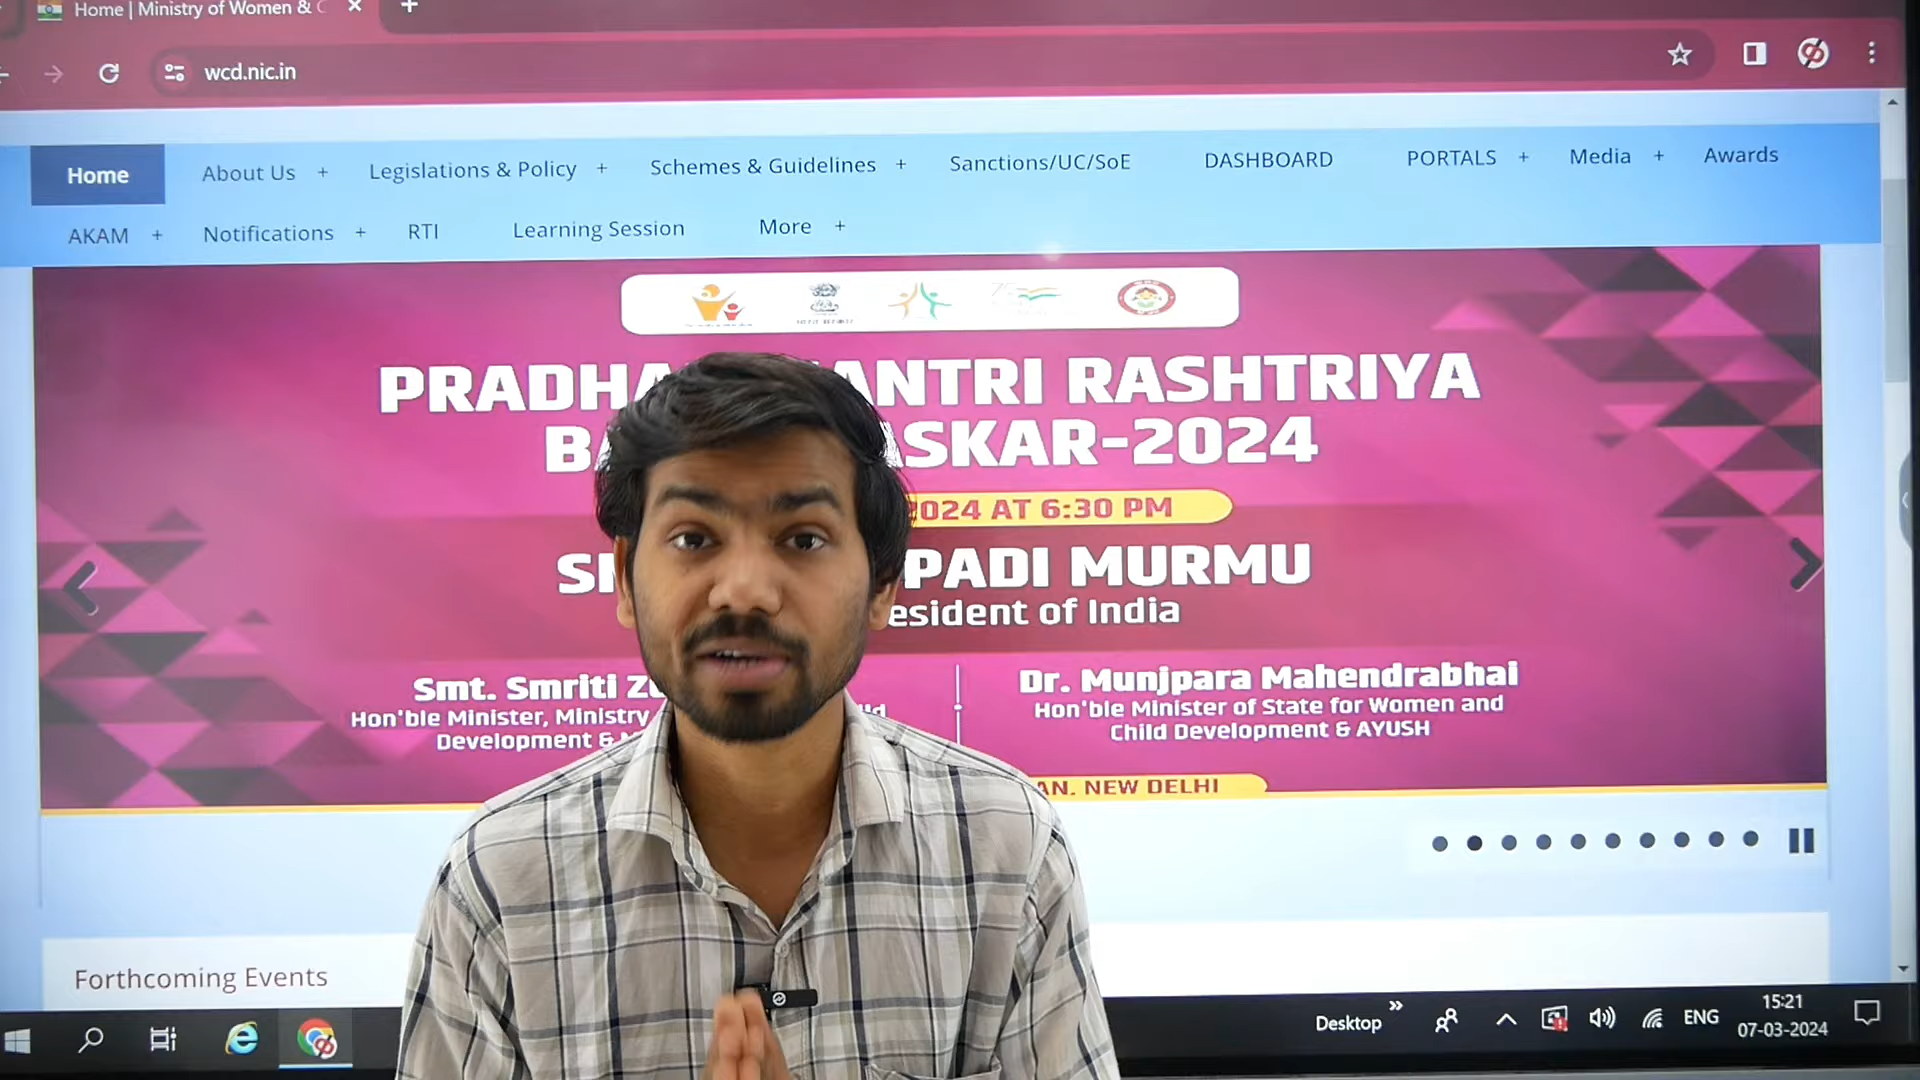 Home | Ministry of Women & C
wcd.nic.in
Home About Us + Legislations & Policy + Schemes & Guidelines + Sanctions/UC/SoE DASHBOARD PORTALS + Media + Awards
AKAM + Notifications + RTI Learning Session More +
PRADHA ANTRI RASHTRIYA
BA ASKAR-2024
2024 AT 6:30 PM
PADI MURMU
esident of India
Smt. Smriti Zu
Hon'ble Minister, Ministry
Development &
Dr. Munjpara Mahendrabhai
Hon'ble Minister of State for Women and
Child Development & AYUSH
AN, NEW DELHI
Forthcoming Events
Desktop
ENG
15:21
07-03-2024